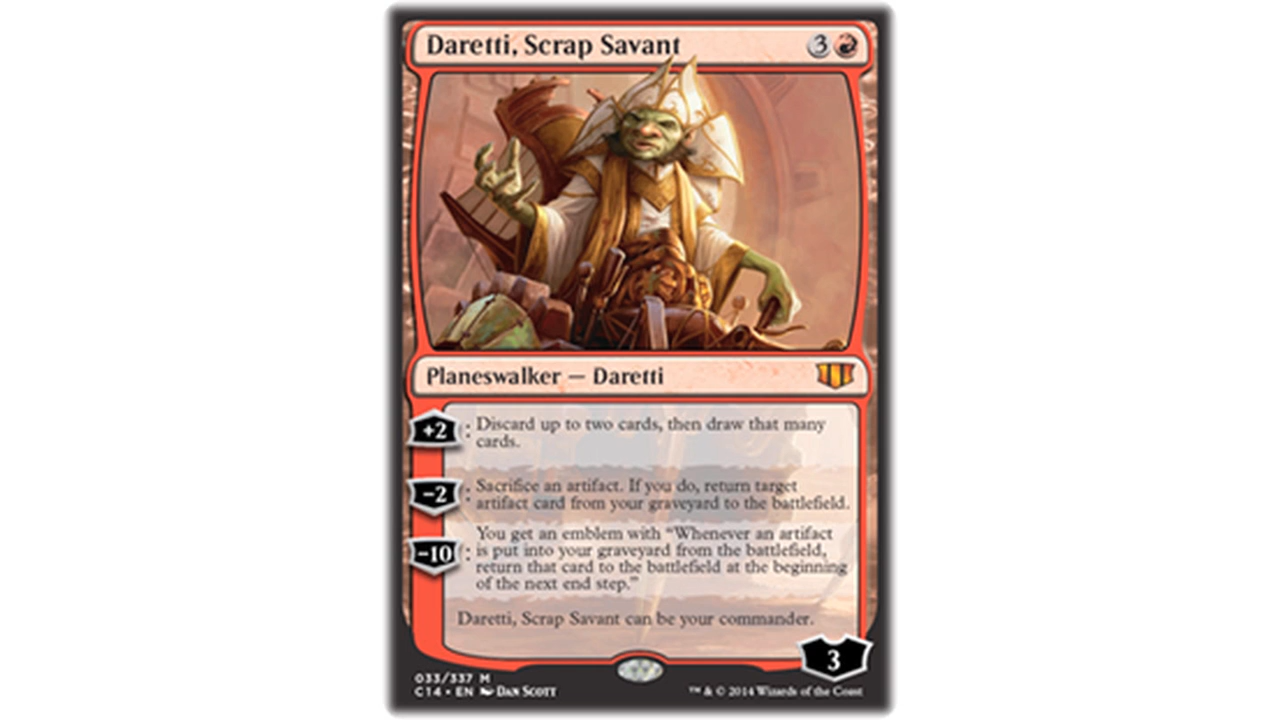 Daretti, Scrap Savant 3
Planeswalker — Daretti
+2: Discard up to two cards, then draw that many
cards.
-2: Sacrifice an artifact. If you do, return target
artifact card from your graveyard to the battlefield.
You get an emblem with “Whenever an artifact
-10: is put into your graveyard from the battlefield,
return that card to the battlefield at the beginning
of the next end step.”
Daretti, Scrap Savant can be your commander.
3
033/337 M
C14 • EN Dan Scott
™ & © 2014 Wizards of the Coast